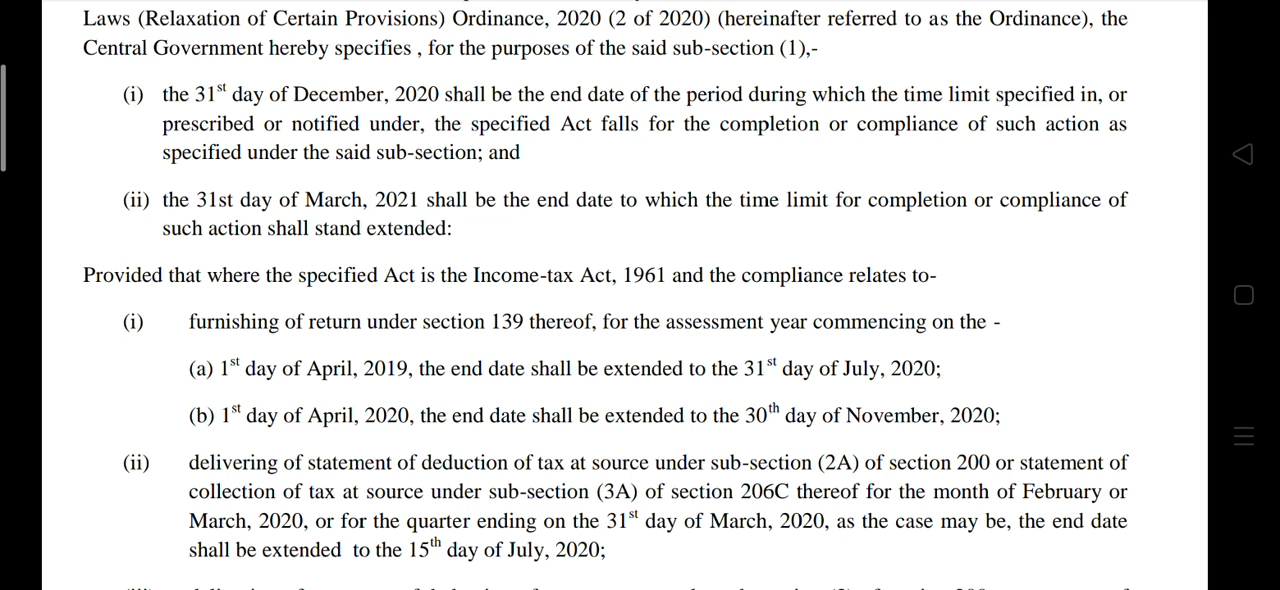 Laws (Relaxation of Certain Provisions) Ordinance, 2020 (2 of 2020) (hereinafter referred to as the Ordinance), the
Central Government hereby specifies , for the purposes of the said sub-section (1),-
(i) the 31st day of December, 2020 shall be the end date of the period during which the time limit specified in, or
prescribed or notified under, the specified Act falls for the completion or compliance of such action as
specified under the said sub-section; and
(ii) the 31st day of March, 2021 shall be the end date to which the time limit for completion or compliance of
such action shall stand extended:
Provided that where the specified Act is the Income-tax Act, 1961 and the compliance relates to-
(i) furnishing of return under section 139 thereof, for the assessment year commencing on the -
(a) 1st day of April, 2019, the end date shall be extended to the 31st day of July, 2020;
(b) 1st day of April, 2020, the end date shall be extended to the 30th day of November, 2020;
(ii) delivering of statement of deduction of tax at source under sub-section (2A) of section 200 or statement of
collection of tax at source under sub-section (3A) of section 206C thereof for the month of February or
March, 2020, or for the quarter ending on the 31st day of March, 2020, as the case may be, the end date
shall be extended to the 15th day of July, 2020;